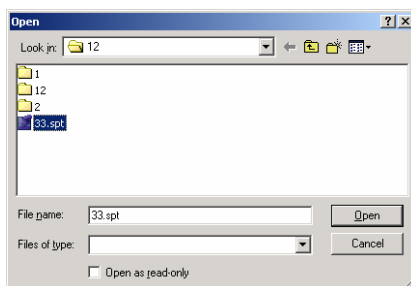 Open
Look in: 12
1
12
2
33.spt
File name: 33.spt Open
Files of type: Cancel
Open as read-only